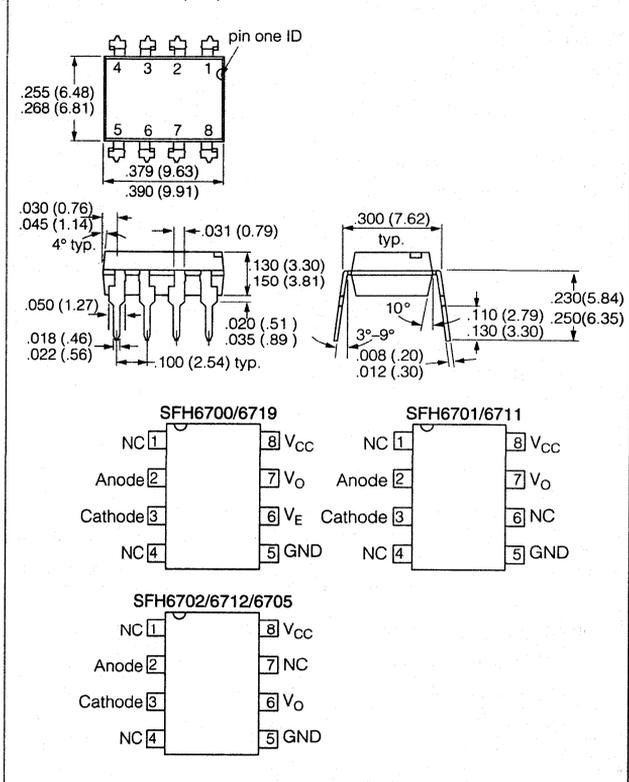 pin one ID
4 3 2 1
.255 (6.48)
.268 (6.81)
5 6 7 8
.379 (9.63)
.390 (9.91)
.030 (0.76)
.045 (1.14)
4° typ.
.031 (0.79)
.130 (3.30)
.150 (3.81)
.050 (1.27)
.020 (.51 )
.035 (.89 )
.018 (.46)
.022 (.56)
.100 (2.54) typ.
.300 (7.62)
typ.
10°
3°–9°
.110 (2.79)
.130 (3.30)
.230(5.84)
.250(6.35)
.008 (.20)
.012 (.30)
SFH6700/6719
NC 1 8 VCC
Anode 2 7 VO
Cathode 3 6 VE
NC 4 5 GND
SFH6701/6711
NC 1 8 VCC
Anode 2 7 VO
Cathode 3 6 NC
NC 4 5 GND
SFH6702/6712/6705
NC 1 8 VCC
Anode 2 7 NC
Cathode 3 6 VO
NC 4 5 GND